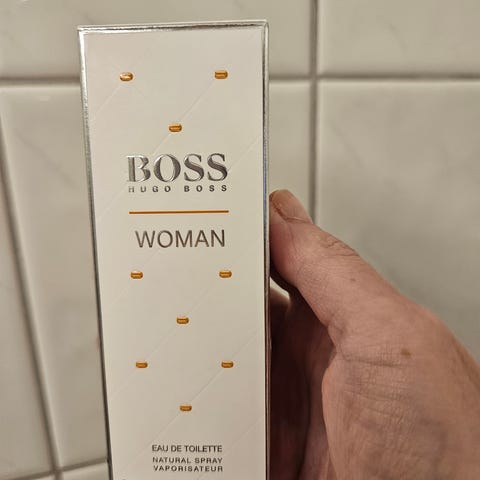 BOSS
HUGO BOSS
WOMAN
EAU DE TOILETTE
NATURAL SPRAY
VAPORISATEUR